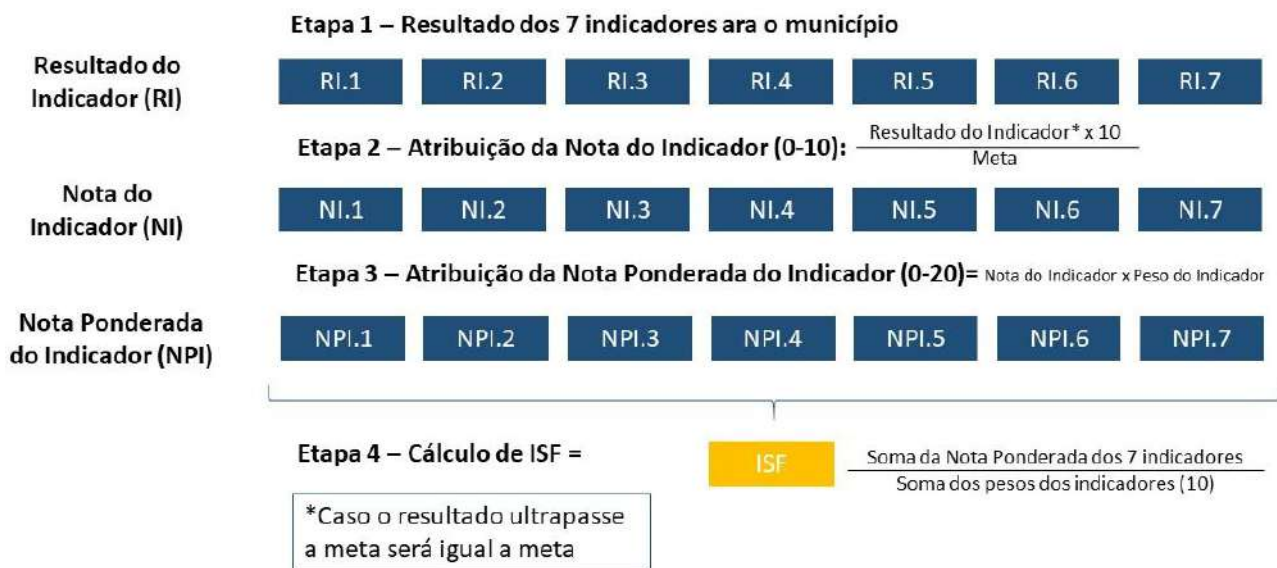 Etapa 1 – Resultado dos 7 indicadores ara o município
Resultado do
Indicador (RI)
RI.1 RI.2 RI.3 RI.4 RI.5 RI.6 RI.7
Etapa 2 – Atribuição da Nota do Indicador (0-10): Resultado do Indicador* x 10
Meta
Nota do
Indicador (NI)
NI.1 NI.2 NI.3 NI.4 NI.5 NI.6 NI.7
Etapa 3 – Atribuição da Nota Ponderada do Indicador (0-20)= Nota do Indicador x Peso do Indicador
Nota Ponderada
do Indicador (NPI)
NPI.1 NPI.2 NPI.3 NPI.4 NPI.5 NPI.6 NPI.7
Etapa 4 – Cálculo de ISF =
ISF
Soma da Nota Ponderada dos 7 indicadores
Soma dos pesos dos indicadores (10)
*Caso o resultado ultrapasse
a meta será igual a meta